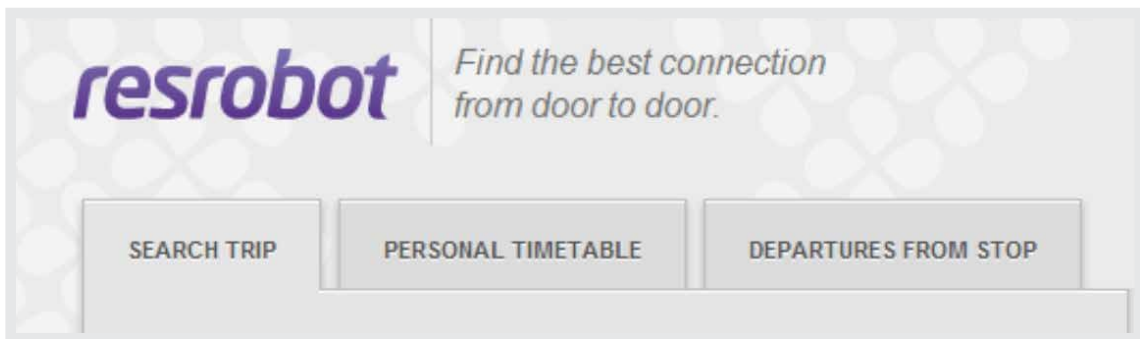 resrobot
Find the best connection
from door to door.
SEARCH TRIP
PERSONAL TIMETABLE
DEPARTURES FROM STOP